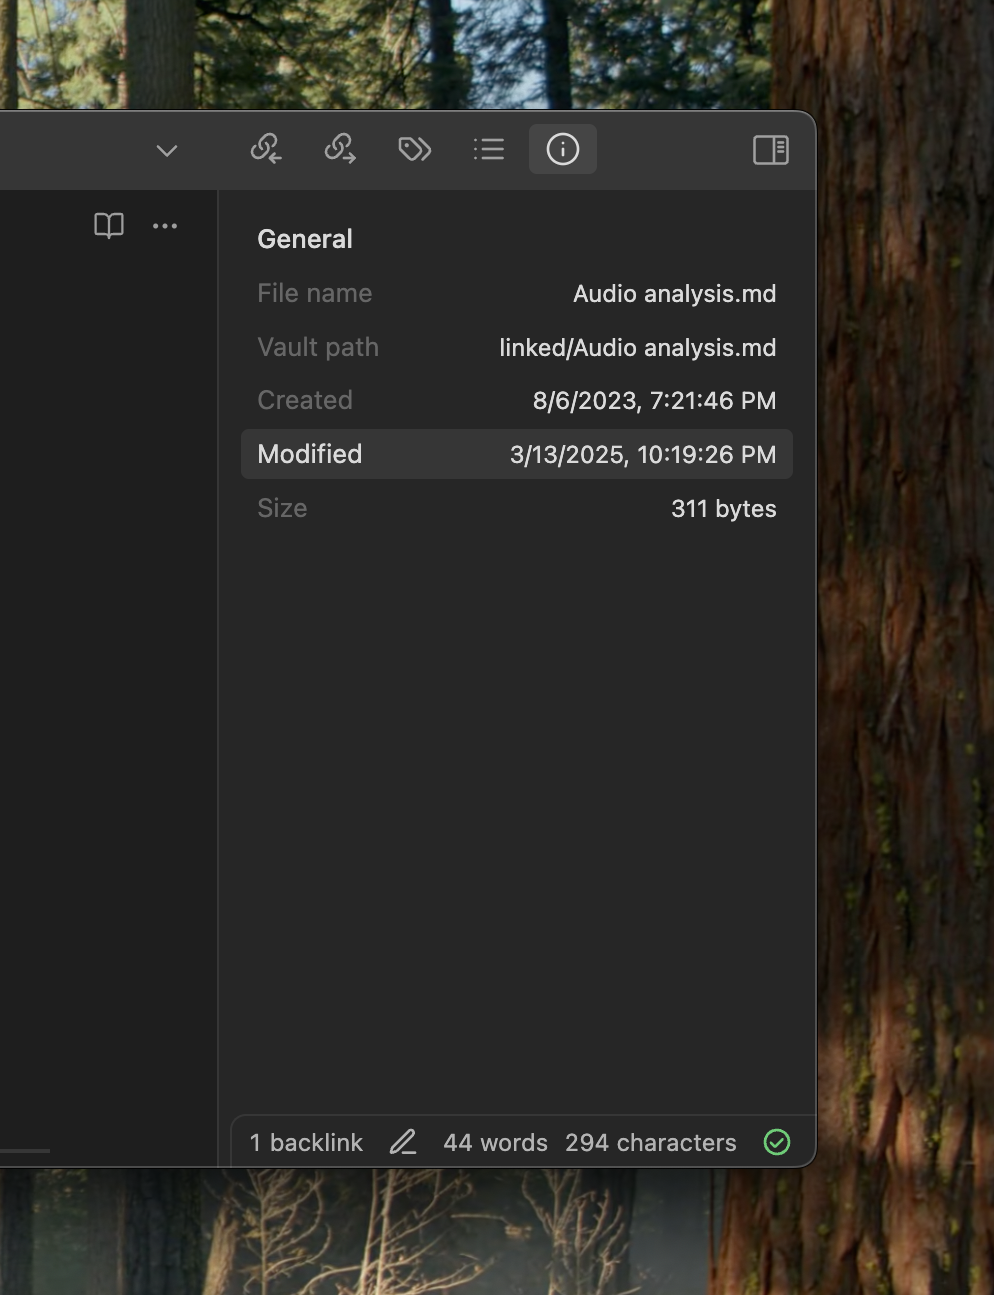 General
File name Audio analysis.md
Vault path linked/Audio analysis.md
Created 8/6/2023, 7:21:46 PM
Modified 3/13/2025, 10:19:26 PM
Size 311 bytes
1 backlink 44 words 294 characters